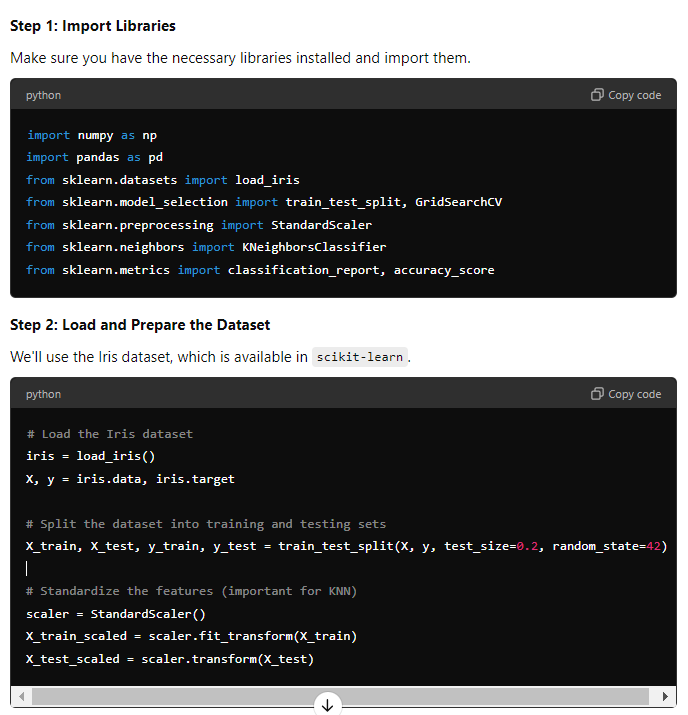 Step 1: Import Libraries
Make sure you have the necessary libraries installed and import them.
python
Copy code
import numpy as np
import pandas as pd
from sklearn.datasets import load_iris
from sklearn.model_selection import train_test_split, GridSearchCV
from sklearn.preprocessing import StandardScaler
from sklearn.neighbors import KNeighborsClassifier
from sklearn.metrics import classification_report, accuracy_score
Step 2: Load and Prepare the Dataset
We'll use the Iris dataset, which is available in scikit-learn.
python
Copy code
# Load the Iris dataset
iris = load_iris()
X, y = iris.data, iris.target
# Split the dataset into training and testing sets
X_train, X_test, y_train, y_test = train_test_split(X, y, test_size=0.2, random_state=42)
# Standardize the features (important for KNN)
scaler = StandardScaler()
X_train_scaled = scaler.fit_transform(X_train)
X_test_scaled = scaler.transform(X_test)